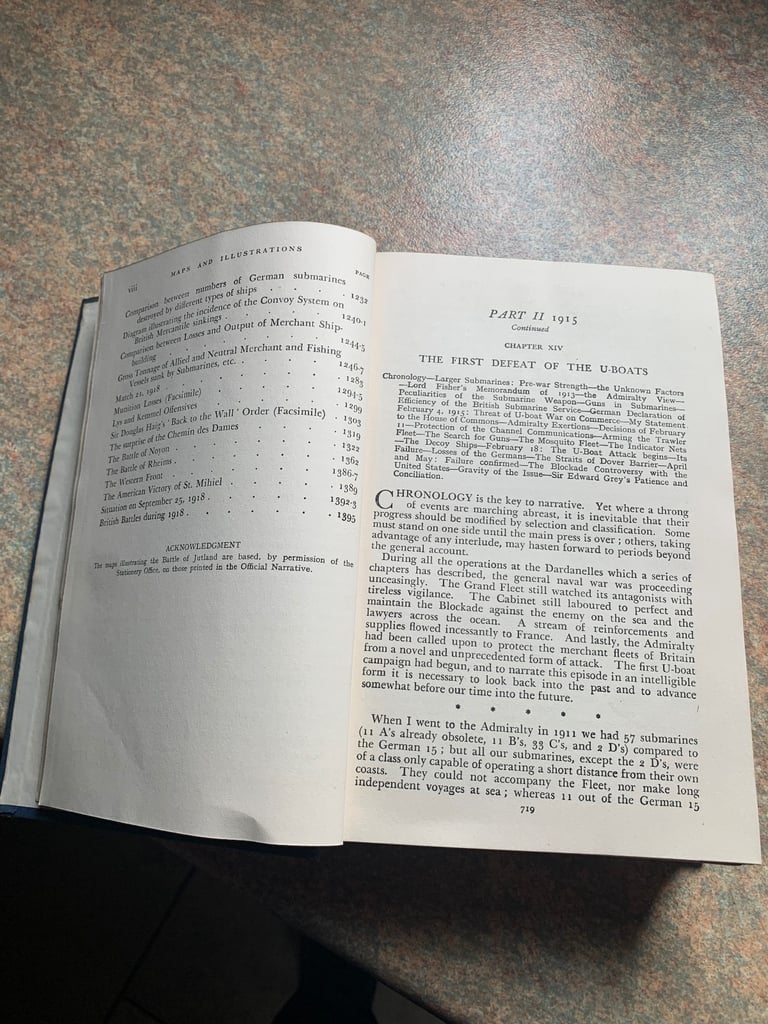 viii
MAPS AND ILLUSTRATIONS
PAGE
Comparison between numbers of German submarines
destroyed by different types of ships . . . . 1232
Diagram illustrating the incidence of the Convoy System on
British Mercantile sinkings . . . . 1240-1
Comparison between Losses and Output of Merchant Ship-
building . . . . 1244-5
Gross Tonnage of Allied and Neutral Merchant and Fishing
Vessels sunk by Submarines, etc. . . . . 1246-7
March 21, 1918 . . . . 1283
Munition Losses (Facsimile) . . . . 1294-5
Lys and Kemmel Offensives . . . . 1299
Sir Douglas Haig's 'Back to the Wall' Order (Facsimile) . 1303
The surprise of the Chemin des Dames . . . . 1319
The Battle of Noyon . . . . 1322
The Battle of Rheims . . . . 1362
The Western Front . . . . 1386-7
The American Victory of St. Mihiel . . . . 1389
Situation on September 25, 1918 . . . . 1392-3
British Battles during 1918 . . . . 1395
ACKNOWLEDGMENT
The maps illustrating the Battle of Jutland are based, by permission of the
Stationery Office, on those printed in the Official Narrative.
PART II 1915
Continued
CHAPTER XIV
THE FIRST DEFEAT OF THE U-BOATS
Chronology—Larger Submarines: Pre-war Strength—the Unknown Factors
—Lord Fisher's Memorandum of 1913—the Admiralty View—
Peculiarities of the Submarine Weapon—Guns in Submarines—
Efficiency of the British Submarine Service—German Declaration of
February 4, 1915: Threat of U-boat War on Commerce—My Statement
to the House of Commons—Admiralty Exertions—Decisions of February
11—Protection of the Channel Communications—Arming the Trawler
Fleet—The Search for Guns—The Mosquito Fleet—The Indicator Nets
—The Decoy Ships—February 18: The U-Boat Attack begins—Its
Failure—Losses of the Germans—The Straits of Dover Barrier—April
and May: Failure confirmed—The Blockade Controversy with the
United States—Gravity of the Issue—Sir Edward Grey's Patience and
Conciliation.
CHRONOLOGY is the key to narrative. Yet where a throng
of events are marching abreast, it is inevitable that their
progress should be modified by selection and classification. Some
must stand on one side until the main press is over; others, taking
advantage of any interlude, may hasten forward to periods beyond
the general account.
During all the operations at the Dardanelles which a series of
chapters has described, the general naval war was proceeding
unceasingly. The Grand Fleet still watched its antagonists with
tireless vigilance. The Cabinet still laboured to perfect and
maintain the Blockade against the enemy on the sea and the
lawyers across the ocean. A stream of reinforcements and
supplies flowed incessantly to France. And lastly, the Admiralty
had been called upon to protect the merchant fleets of Britain
from a novel and unprecedented form of attack. The first U-boat
campaign had begun, and to narrate this episode in an intelligible
form it is necessary to look back into the past and to advance
somewhat before our time into the future.
* * * * *
When I went to the Admiralty in 1911 we had 57 submarines
(11 A's already obsolete, 11 B's, 33 C's, and 2 D's) compared to
the German 15; but all our submarines, except the 2 D's, were
of a class only capable of operating a short distance from their own
coasts. They could not accompany the Fleet, nor make long
independent voyages at sea; whereas 11 out of the German 15
719